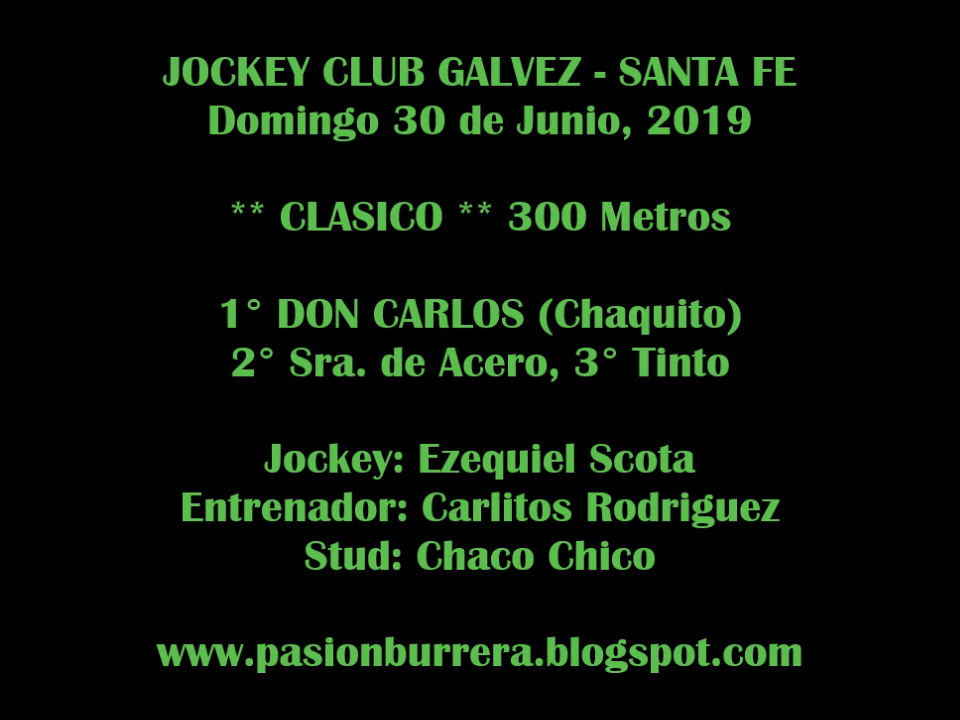 JOCKEY CLUB GALVEZ - SANTA FE
Domingo 30 de Junio, 2019
** CLASICO ** 300 Metros
1° DON CARLOS (Chaquito)
2° Sra. de Acero, 3° Tinto
Jockey: Ezequiel Scota
Entrenador: Carlitos Rodriguez
Stud: Chaco Chico
www.pasionburrera.blogspot.com